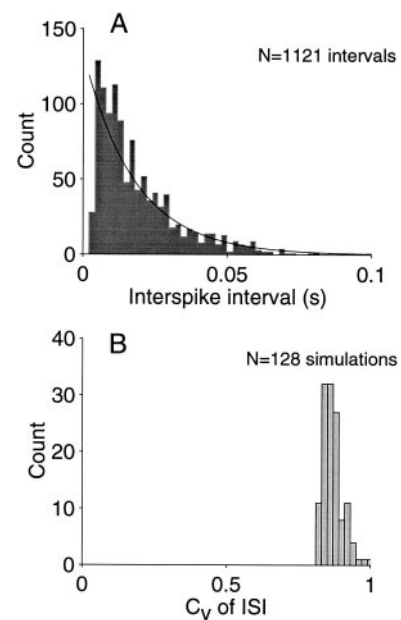 A
N=1121 intervals
150
100
50
0
Count
0 0.05 0.1
Interspike interval (s)
B
N=128 simulations
40
30
20
10
0
Count
0 0.5 1
Cv of ISI